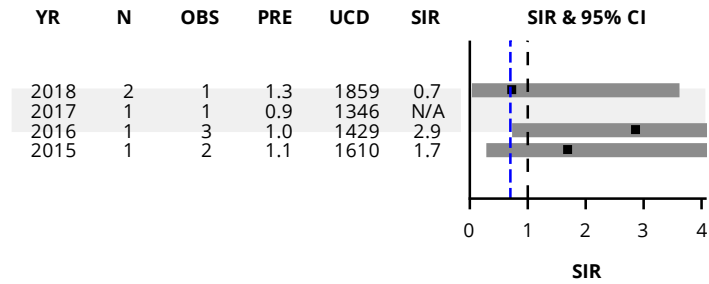 YR N OBS PRE UCD SIR SIR & 95% CI
2018 2 1 1.3 1859 0.7
2017 1 1 0.9 1346 N/A
2016 1 3 1.0 1429 2.9
2015 1 2 1.1 1610 1.7
0 1 2 3 4
SIR